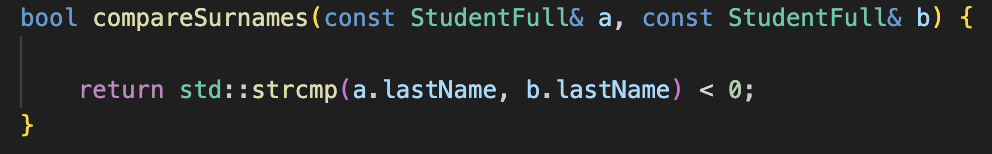 bool compareSurnames(const StudentFull& a, const StudentFull& b) {
return std::strcmp(a.lastName, b.lastName) < 0;
}